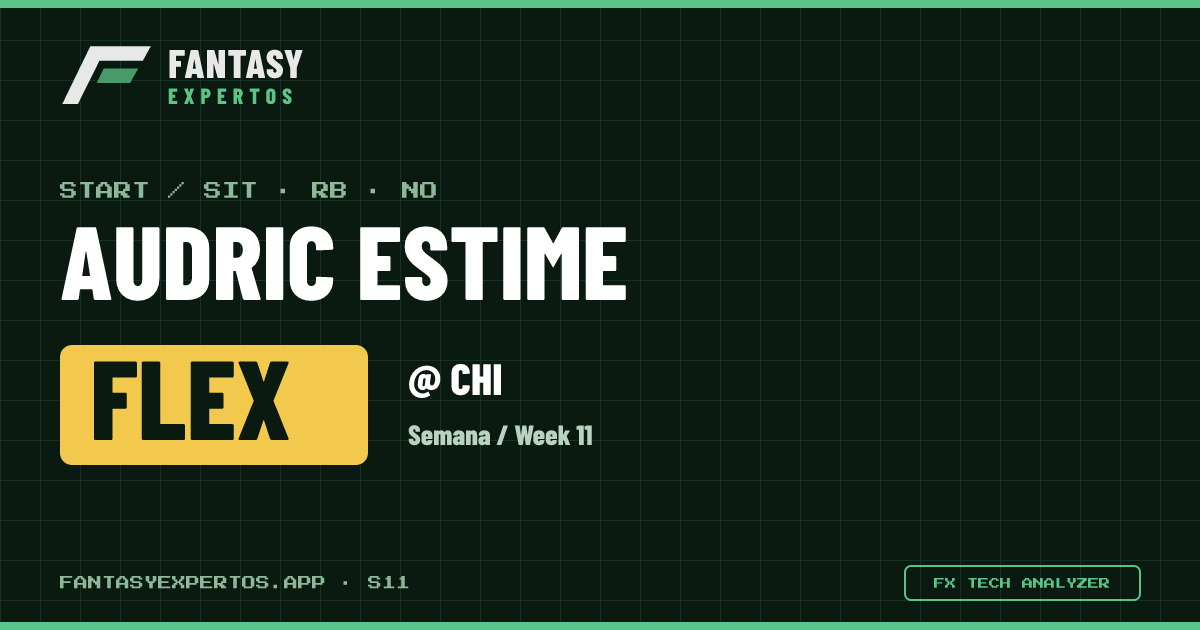 FANTASY
EXPERTOS
START / SIT · RB · NO
AUDRIC ESTIME
FLEX
@ CHI
Semana / Week 11
FANTASYEXPERTOS.APP · S11
FX TECH ANALYZER